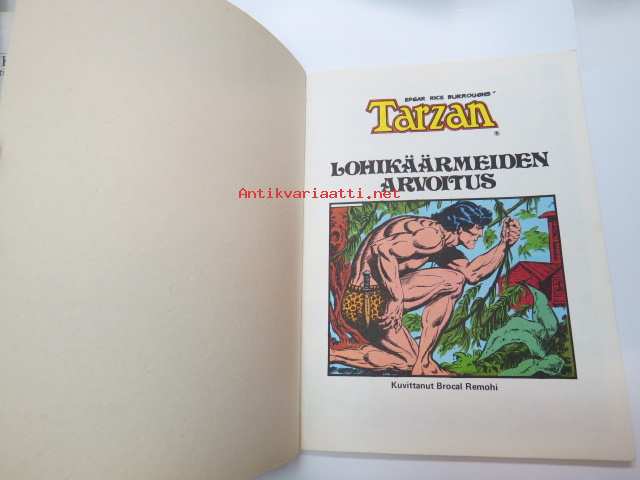 EDGAR RICE BURROUGHS'
Tarzan
®
LOHIKÄÄRMEIDEN
ARVOITUS
Antikvariaatti.net
Kuvittanut Brocal Remohi